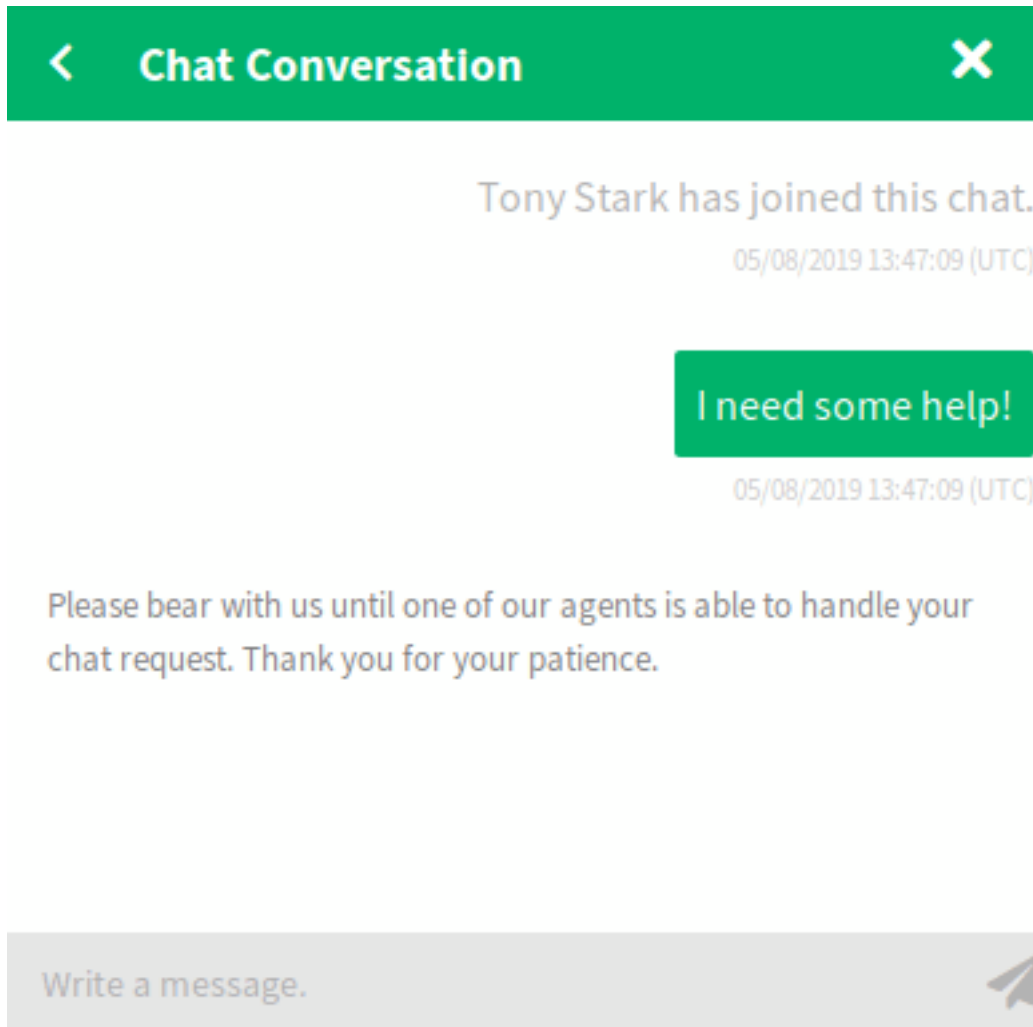 Chat Conversation
Tony Stark has joined this chat.
05/08/2019 13:47:09 (UTC)
I need some help!
05/08/2019 13:47:09 (UTC)
Please bear with us until one of our agents is able to handle your
chat request. Thank you for your patience.
Write a message.